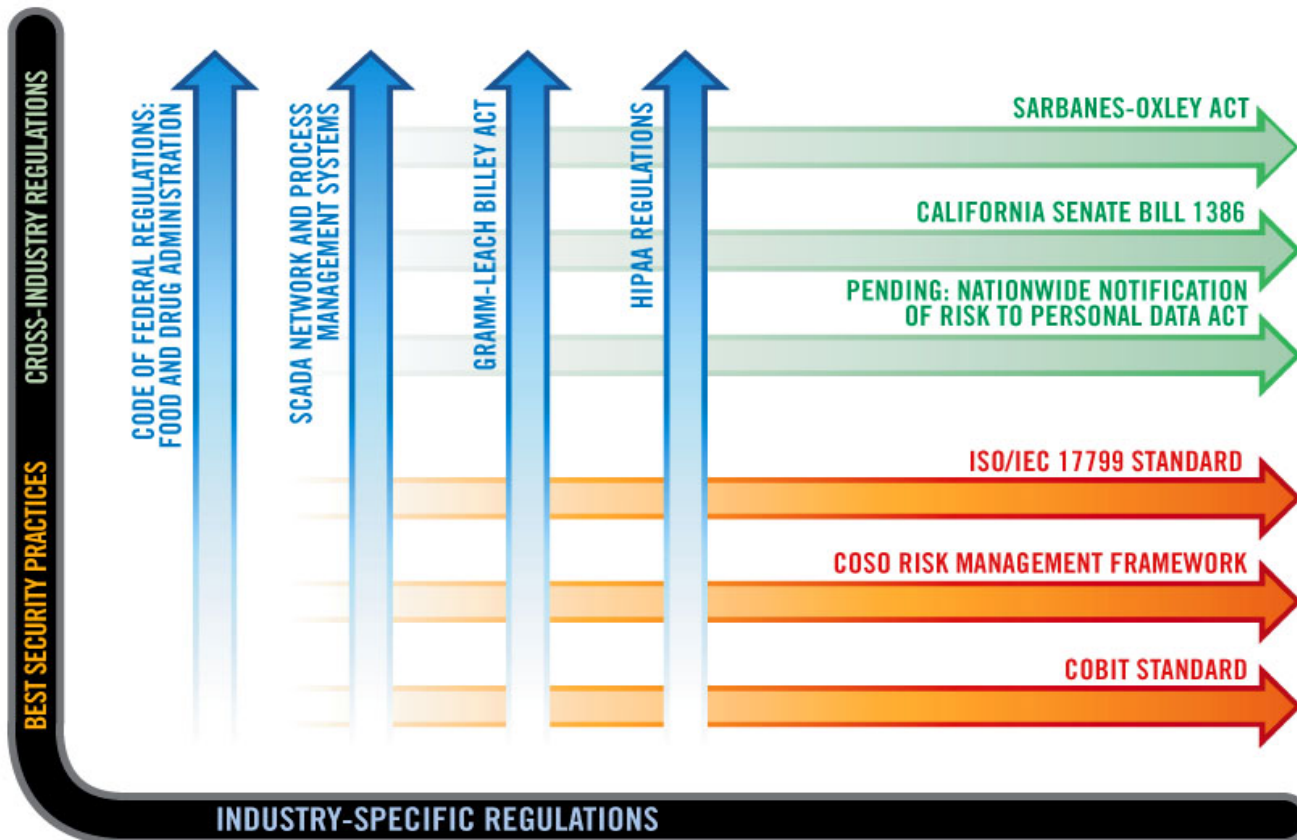 CROSS-INDUSTRY REGULATIONS
BEST SECURITY PRACTICES
CODE OF FEDERAL REGULATIONS:
FOOD AND DRUG ADMINISTRATION
SCADA NETWORK AND PROCESS
MANAGEMENT SYSTEMS
GRAMM-LEACH BILLEY ACT
HIPAA REGULATIONS
SARBANES-OXLEY ACT
CALIFORNIA SENATE BILL 1386
PENDING: NATIONWIDE NOTIFICATION
OF RISK TO PERSONAL DATA ACT
ISO/IEC 17799 STANDARD
COSO RISK MANAGEMENT FRAMEWORK
COBIT STANDARD
INDUSTRY-SPECIFIC REGULATIONS